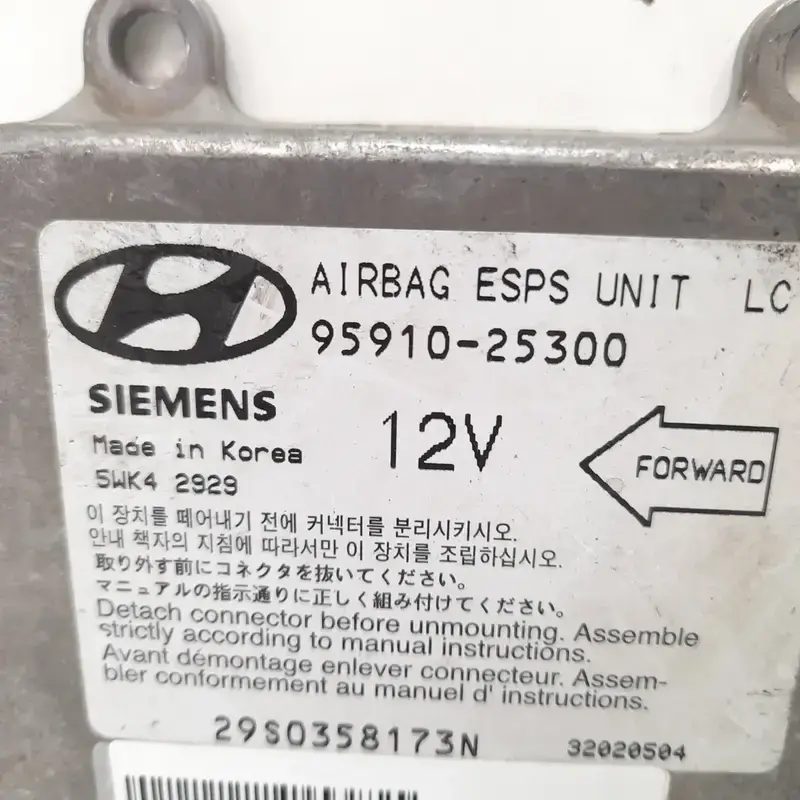 AIRBAG ESPS UNIT LC
95910-25300
SIEMENS
12V
Made in Korea
5WK4 2929
FORWARD
이 장치를 떼어내기 전에 커넥터를 분리시키시오.
안내 책자의 지침에 따라서만 이 장치를 조립하십시오.
取り外す前にコネクタを抜いてください。
マニュアルの指示通りに正しく組み付けてください。
Detach connector before unmounting. Assemble
strictly according to manual instructions.
Avant démontage enlever connecteur. Assem-
bler conformement au manuel d' instructions.
29S0358173N
32020504